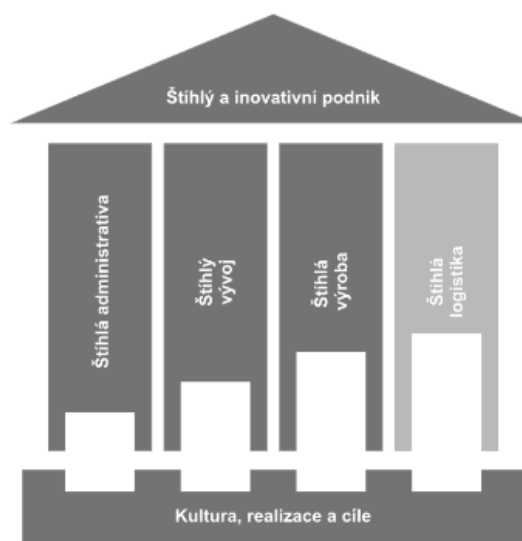 Štíhlý a inovativní podnik
Štíhlá administrativa
Štíhlý
vývoj
Štíhlá
výroba
Štíhlá
logistika
Kultura, realizace a cíle